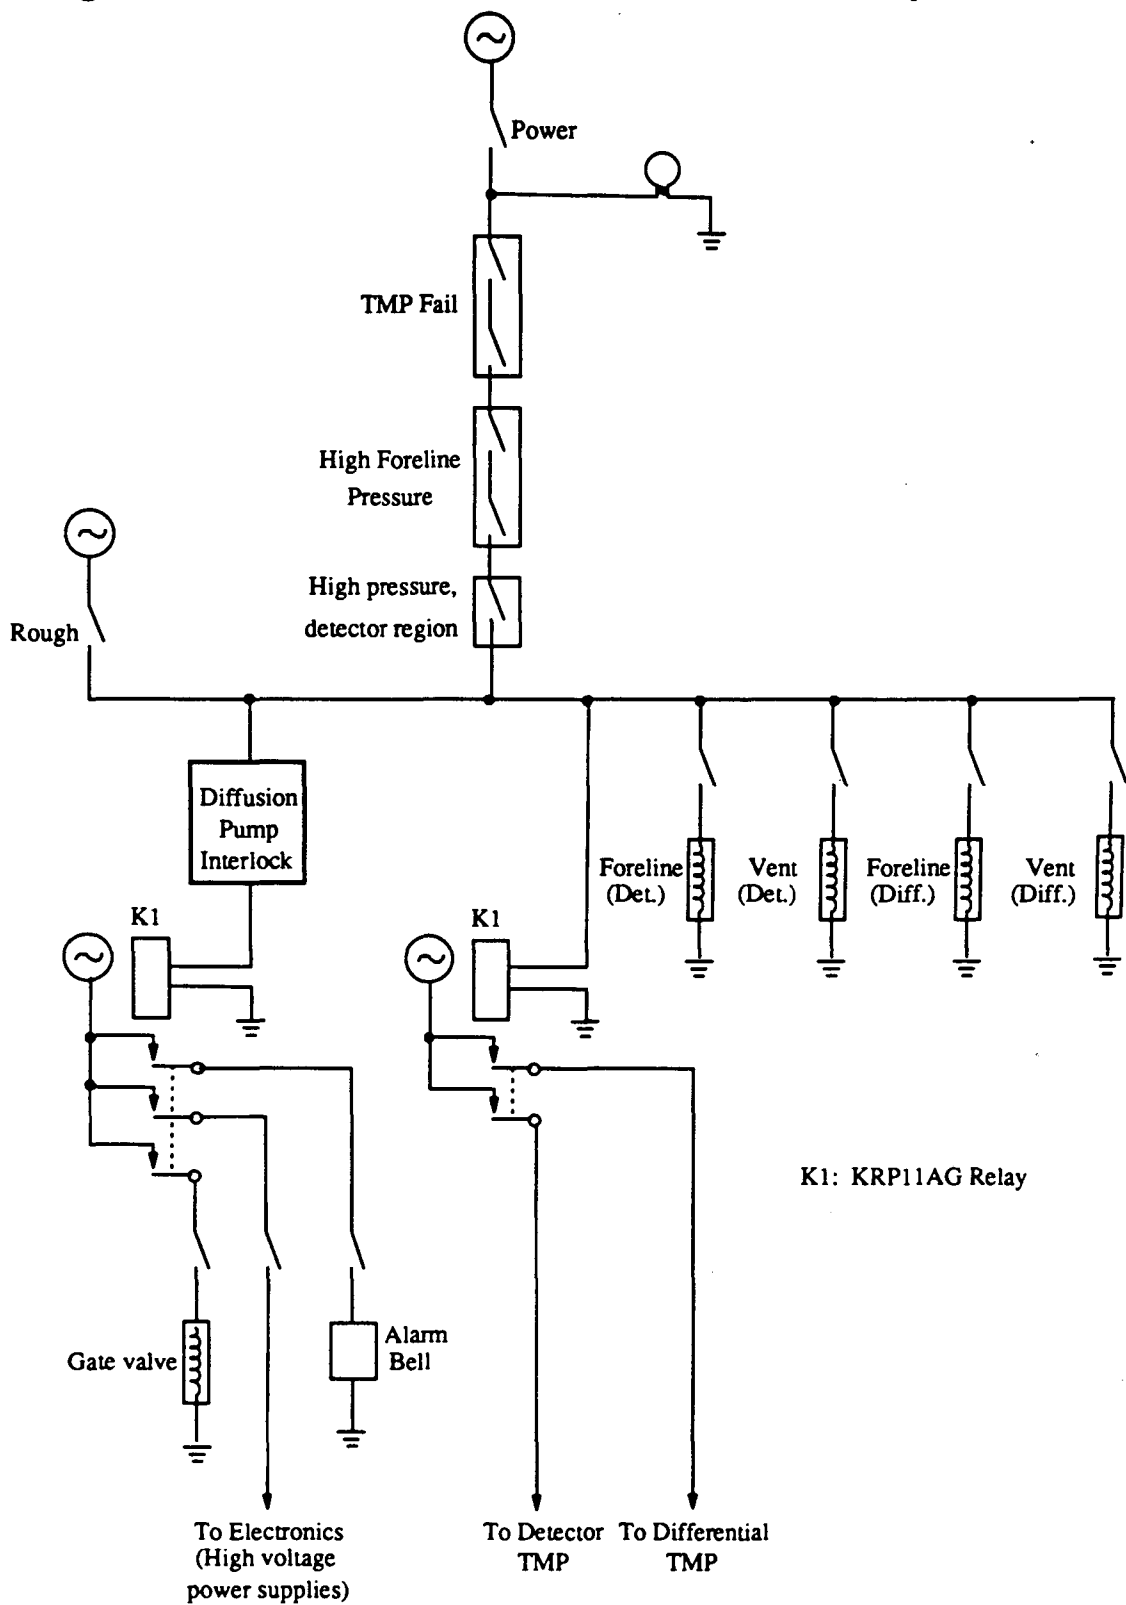 Power
TMP Fail
High Foreline
Pressure
High pressure,
detector region
Rough
Diffusion
Pump
Interlock
Foreline
(Det.)
Vent
(Det.)
Foreline
(Diff.)
Vent
(Diff.)
K1
K1
K1: KRP11AG Relay
Gate valve
Alarm
Bell
To Electronics
(High voltage
power supplies)
To Detector
TMP
To Differential
TMP